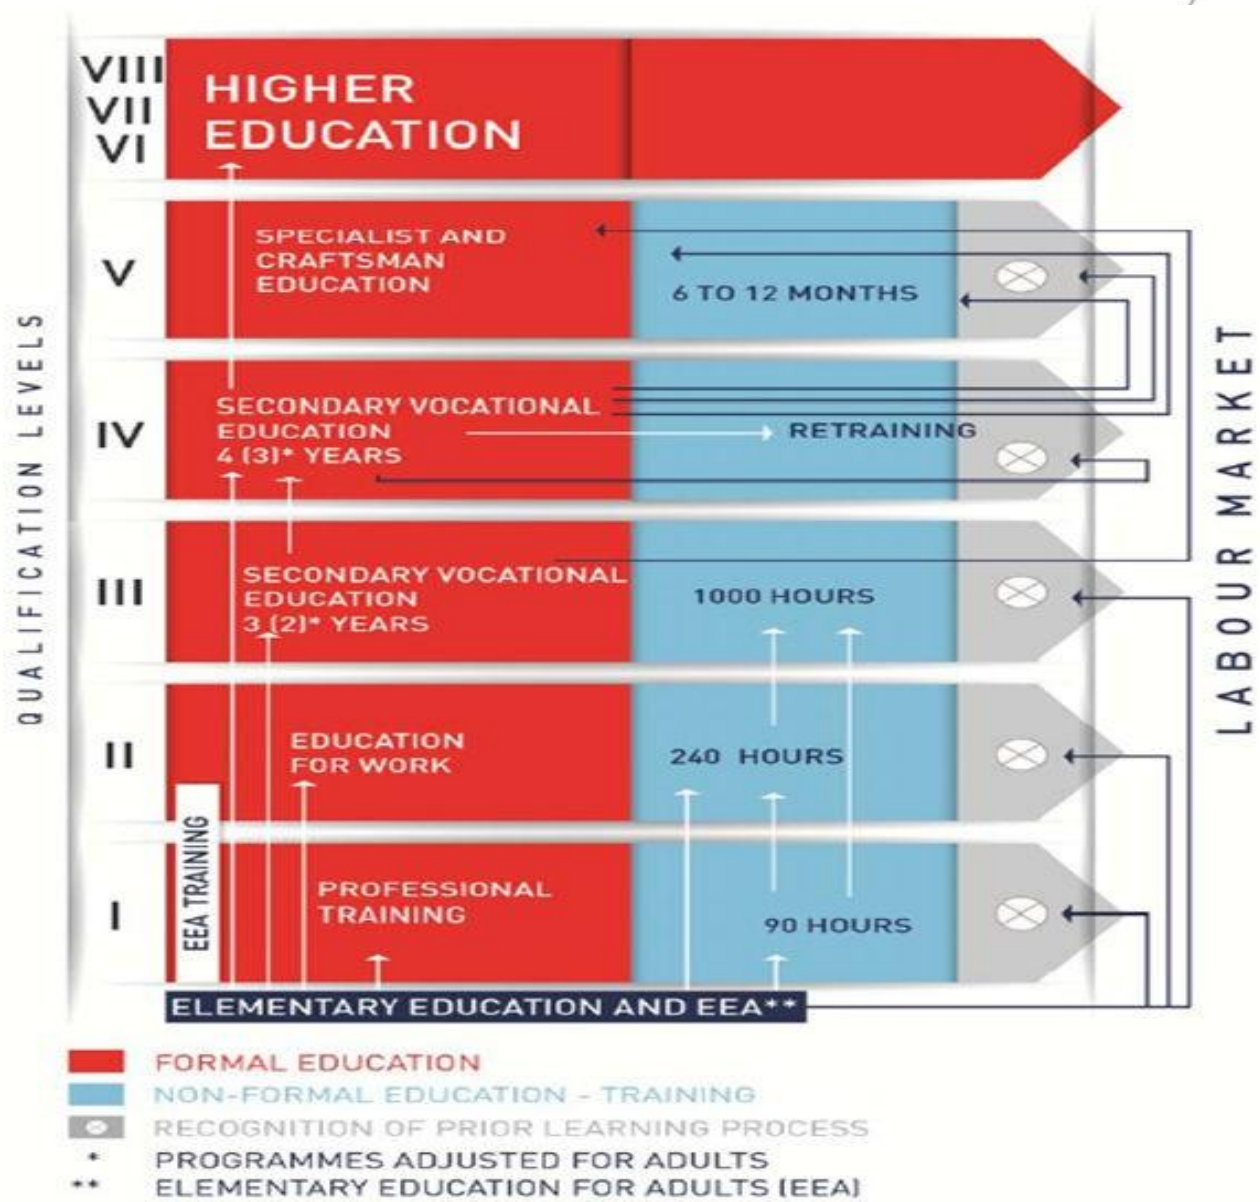 VIII
VII
VI
HIGHER
EDUCATION
V
SPECIALIST AND
CRAFTSMAN
EDUCATION
6 TO 12 MONTHS
IV
SECONDARY VOCATIONAL
EDUCATION
4 (3)* YEARS
RETRAINING
III
SECONDARY VOCATIONAL
EDUCATION
3 (2)* YEARS
1000 HOURS
II
EDUCATION
FOR WORK
240 HOURS
EEA TRAINING
I
PROFESSIONAL
TRAINING
90 HOURS
ELEMENTARY EDUCATION AND EEA**
QUALIFICATION LEVELS
LABOUR MARKET
FORMAL EDUCATION
NON-FORMAL EDUCATION - TRAINING
RECOGNITION OF PRIOR LEARNING PROCESS
* PROGRAMMES ADJUSTED FOR ADULTS
** ELEMENTARY EDUCATION FOR ADULTS (EEA)